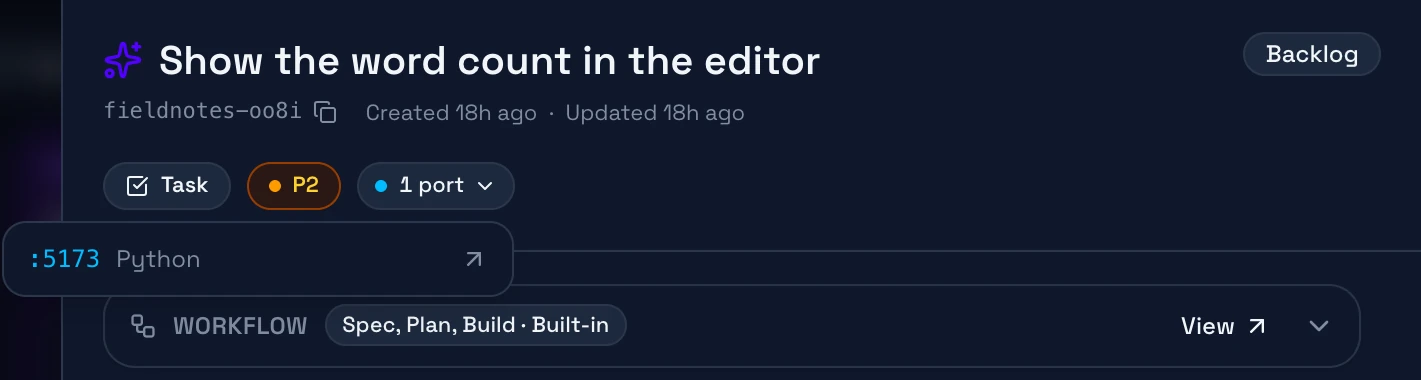 Show the word count in the editor
Backlog
fieldnotes-oo8i
Created 18h ago · Updated 18h ago
Task
P2
1 port
:5173 Python
WORKFLOW
Spec, Plan, Build · Built-in
View